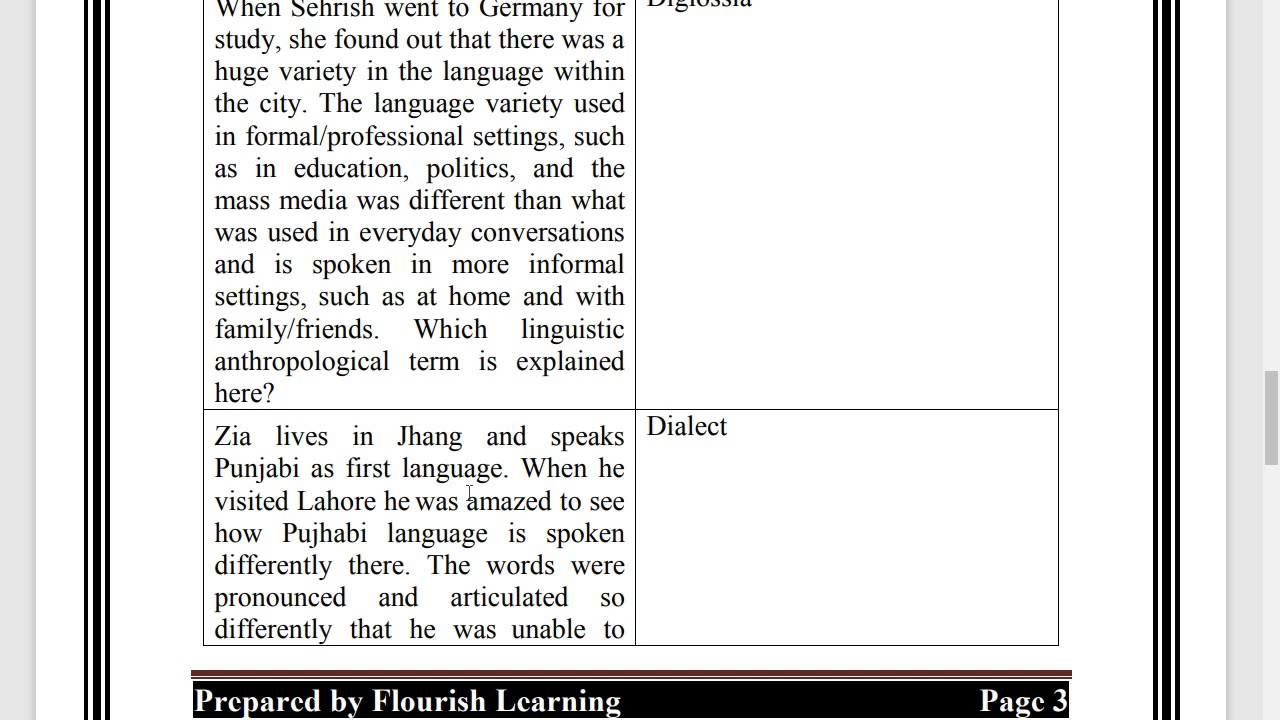 When Sehrish went to Germany for
Diglossia
study, she found out that there was a
huge variety in the language within
the city. The language variety used
in formal/professional settings, such
as in education, politics, and the
mass media was different than what
was used in everyday conversations
and is spoken in more informal
settings, such as at home and with
family/friends. Which linguistic
anthropological term is explained
here?
Zia lives in Jhang and speaks
Dialect
Punjabi as first language. When he
visited Lahore he was amazed to see
how Pujhabi language is spoken
differently there. The words were
pronounced and articulated so
differently that he was unable to
Prepared by Flourish Learning
Page 3